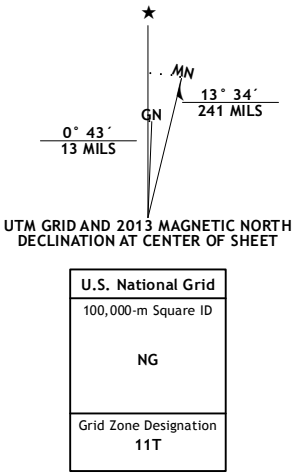 ★
MN
13° 34´
241 MILS
GN
0° 43´
13 MILS
UTM GRID AND 2013 MAGNETIC NORTH
DECLINATION AT CENTER OF SHEET
U.S. National Grid
100,000-m Square ID
NG
Grid Zone Designation
11T